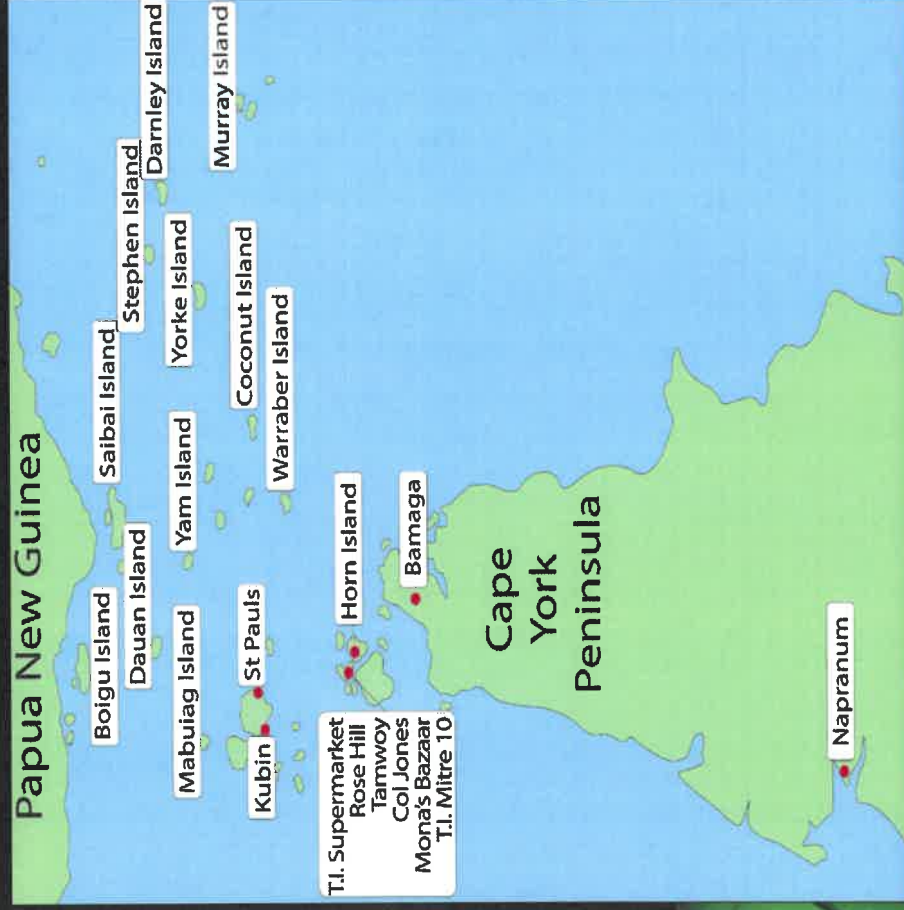 Papua New Guinea
Boigu Island
Dauan Island
Saibai Island
Stephen Island
Darnley Island
Mabuiag Island
Yam Island
Yorke Island
Murray Island
Kubin
St Pauls
Coconut Island
Warraber Island
T.I. Supermarket
Rose Hill
Tamwoy
Col Jones
Mona's Bazaar
T.I. Mitre 10
Horn Island
Bamaga
Cape
York
Peninsula
Napranum